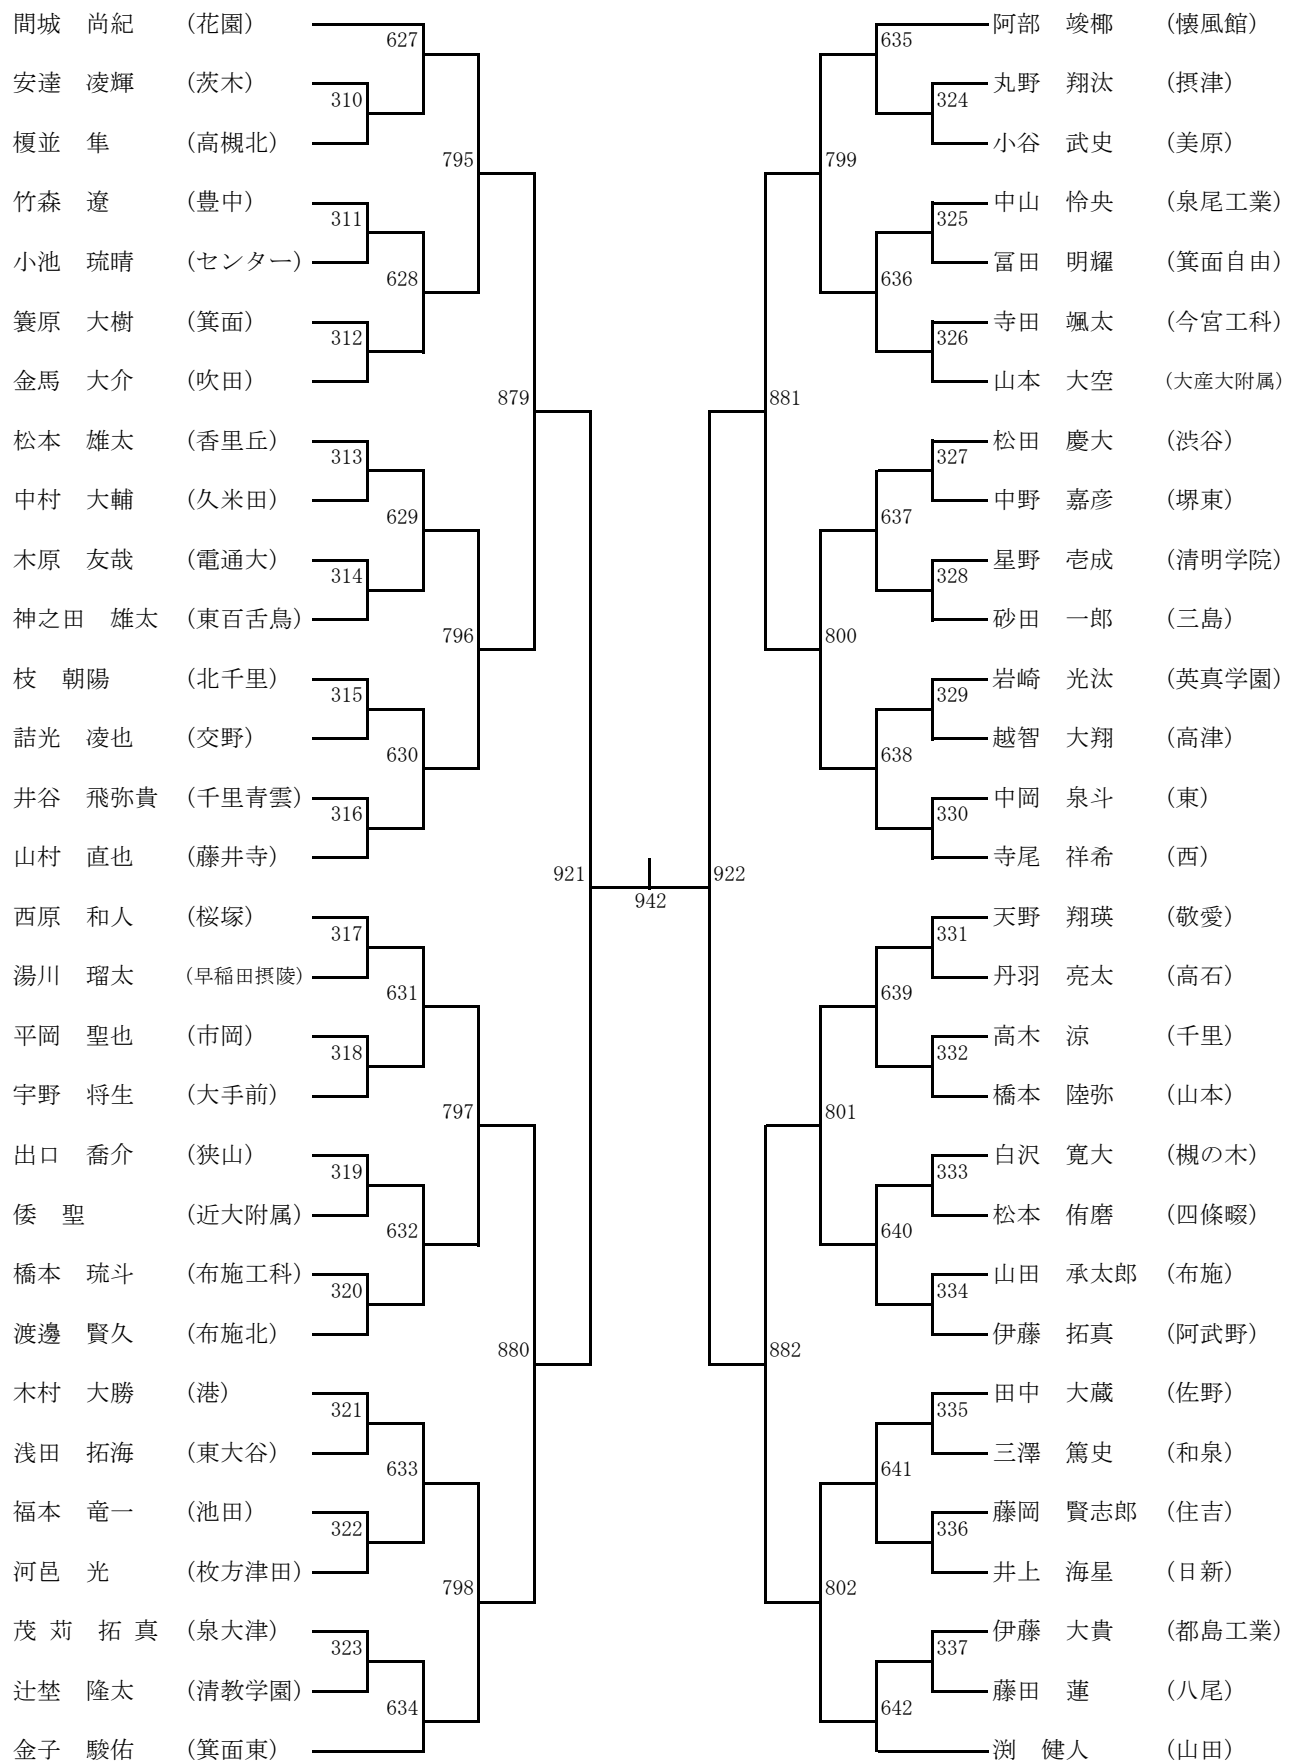 間城 尚紀 (花園)
627
安達 凌輝 (茨木)
310
榎並 隼 (高槻北)
795
竹森 遼 (豊中)
311
小池 琉晴 (センター)
628
簑原 大樹 (箕面)
312
金馬 大介 (吹田)
879
松本 雄太 (香里丘)
313
中村 大輔 (久米田)
629
木原 友哉 (電通大)
314
神之田 雄太 (東百舌鳥)
796
枝 朝陽 (北千里)
315
詰光 凌也 (交野)
630
井谷 飛弥貴 (千里青雲)
316
山村 直也 (藤井寺)
921
西原 和人 (桜塚)
317
湯川 瑠太 (早稲田摂陵)
631
平岡 聖也 (市岡)
318
宇野 将生 (大手前)
797
出口 喬介 (狭山)
319
倭 聖 (近大附属)
632
橋本 琉斗 (布施工科)
320
渡邊 賢久 (布施北)
880
木村 大勝 (港)
321
浅田 拓海 (東大谷)
633
福本 竜一 (池田)
322
河邑 光 (枚方津田)
798
茂苅 拓真 (泉大津)
323
辻埜 隆太 (清教学園)
634
金子 駿佑 (箕面東)
942
阿部 竣椰 (懐風館)
635
丸野 翔汰 (摂津)
324
小谷 武史 (美原)
799
中山 怜央 (泉尾工業)
325
冨田 明耀 (箕面自由)
636
寺田 颯太 (今宮工科)
326
山本 大空 (大産大附属)
881
松田 慶大 (渋谷)
327
中野 嘉彦 (堺東)
637
星野 壱成 (清明学院)
328
砂田 一郎 (三島)
800
岩崎 光汰 (英真学園)
329
越智 大翔 (高津)
638
中岡 泉斗 (東)
330
寺尾 祥希 (西)
922
天野 翔瑛 (敬愛)
331
丹羽 亮太 (高石)
639
高木 涼 (千里)
332
橋本 陸弥 (山本)
801
白沢 寛大 (槻の木)
333
松本 侑磨 (四條畷)
640
山田 承太郎 (布施)
334
伊藤 拓真 (阿武野)
882
田中 大蔵 (佐野)
335
三澤 篤史 (和泉)
641
藤岡 賢志郎 (住吉)
336
井上 海星 (日新)
802
伊藤 大貴 (都島工業)
337
藤田 蓮 (八尾)
642
渕 健人 (山田)